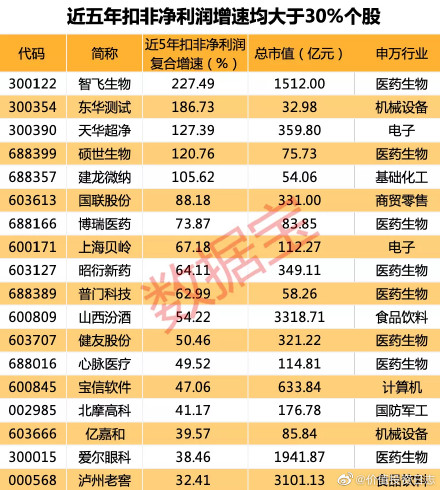 近五年扣非净利润增速均大于30%个股
代码 简称 近5年扣非净利润复合增速（%） 总市值（亿元） 申万行业
300122 智飞生物 227.49 1512.00 医药生物
300354 东华测试 186.73 32.98 机械设备
300390 天华超净 127.39 359.80 电子
688399 硕世生物 120.76 75.73 医药生物
688357 建龙微纳 105.62 54.06 基础化工
603613 国联股份 88.18 331.00 商贸零售
688166 博瑞医药 73.87 83.85 医药生物
600171 上海贝岭 67.18 112.27 电子
603127 昭衍新药 64.11 349.11 医药生物
688389 普门科技 62.99 58.26 医药生物
600809 山西汾酒 54.22 3318.71 食品饮料
603707 健友股份 50.46 321.22 医药生物
688016 心脉医疗 49.52 114.81 医药生物
600845 宝信软件 47.06 633.84 计算机
002985 北摩高科 41.17 176.78 国防军工
603666 亿嘉和 39.57 85.84 机械设备
300015 爱尔眼科 38.46 1941.87 医药生物
000568 泸州老窖 32.41 3101.13 食品饮料
数据宝